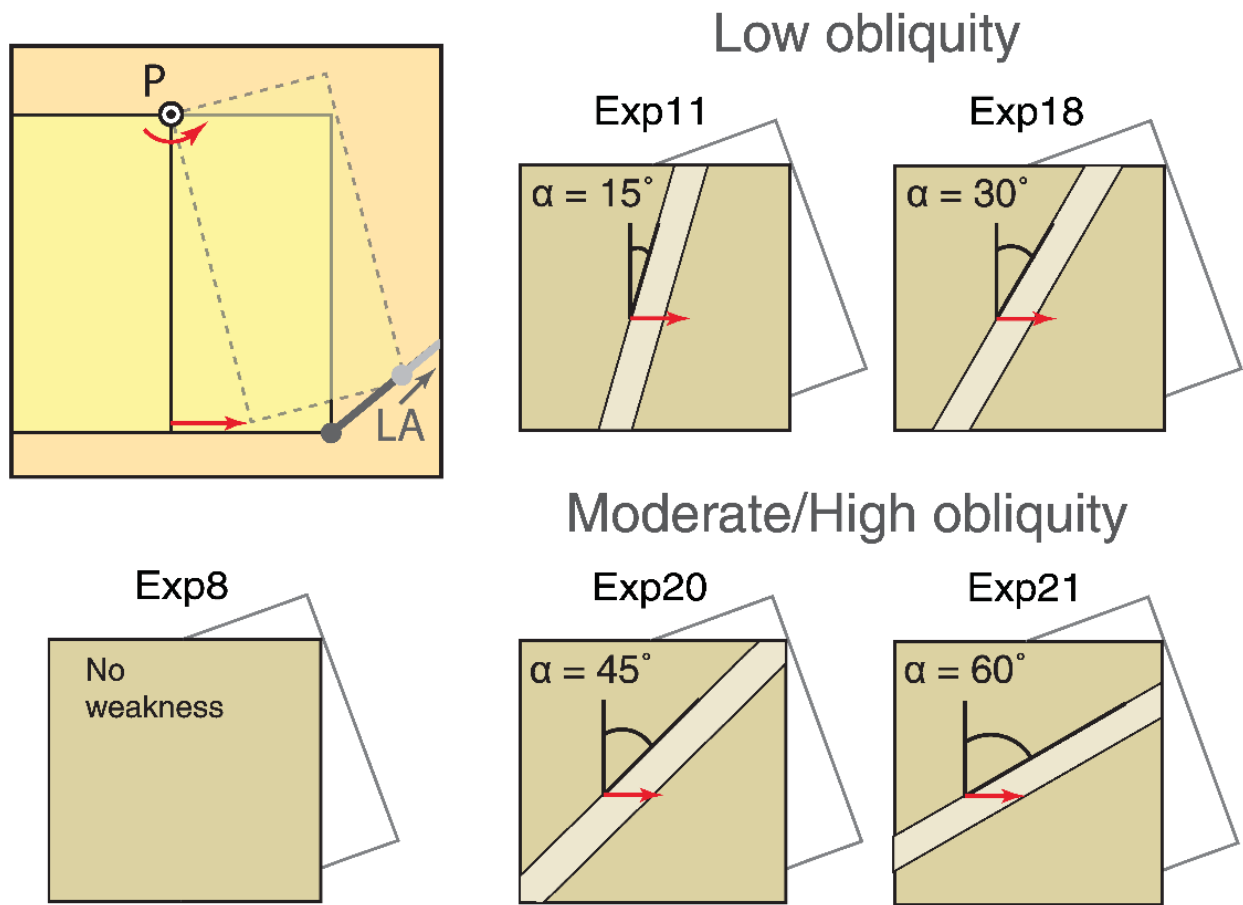 P
LA
Low obliquity
Exp11
α = 15°
Exp18
α = 30°
Moderate/High obliquity
Exp8
No
weakness
Exp20
α = 45°
Exp21
α = 60°